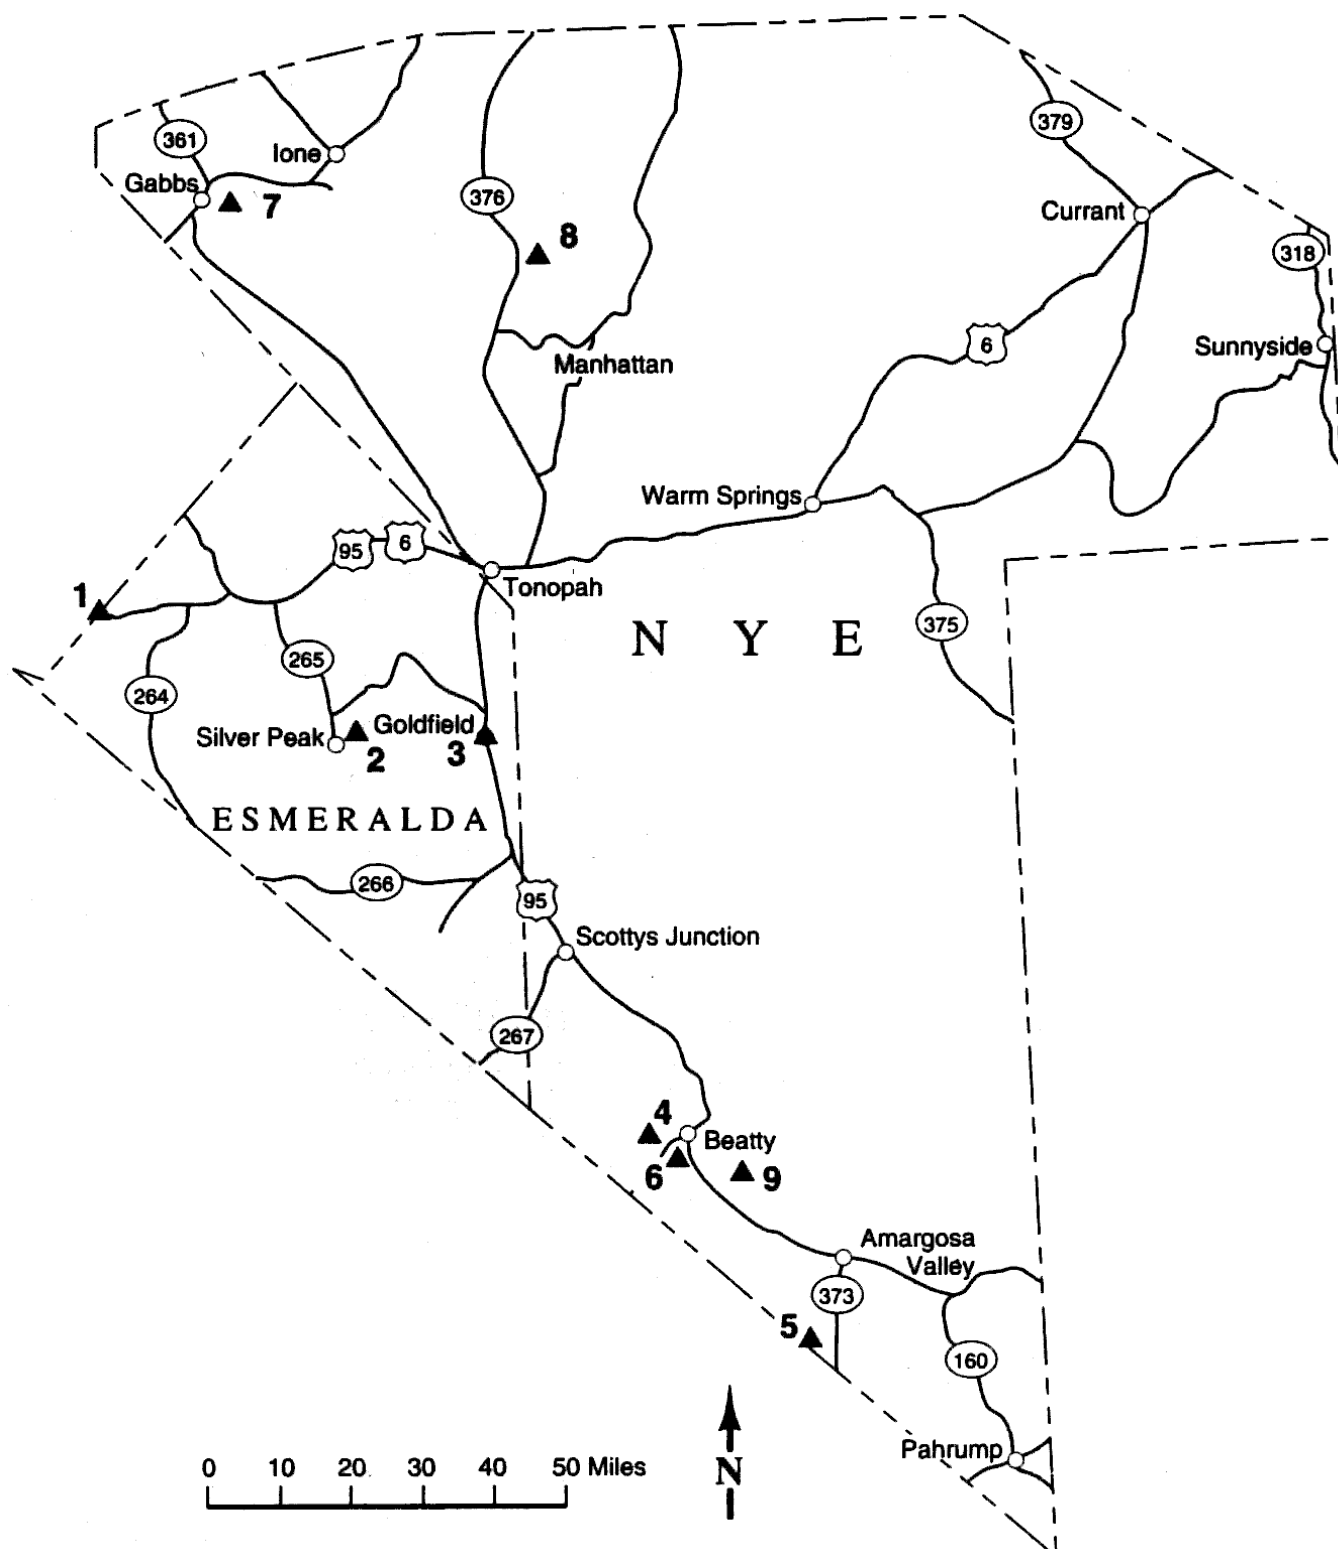 379
361
Ione
Gabbs
7
376
Currant
8
318
6
Sunnyside
Manhattan
Warm Springs
95
6
1
Tonopah
NYE
375
265
264
Goldfield
Silver Peak
2
3
ESMERALDA
266
95
Scottys Junction
267
4
Beatty
6
9
Amargosa
Valley
373
5
160
Pahrump
0 10 20 30 40 50 Miles
N